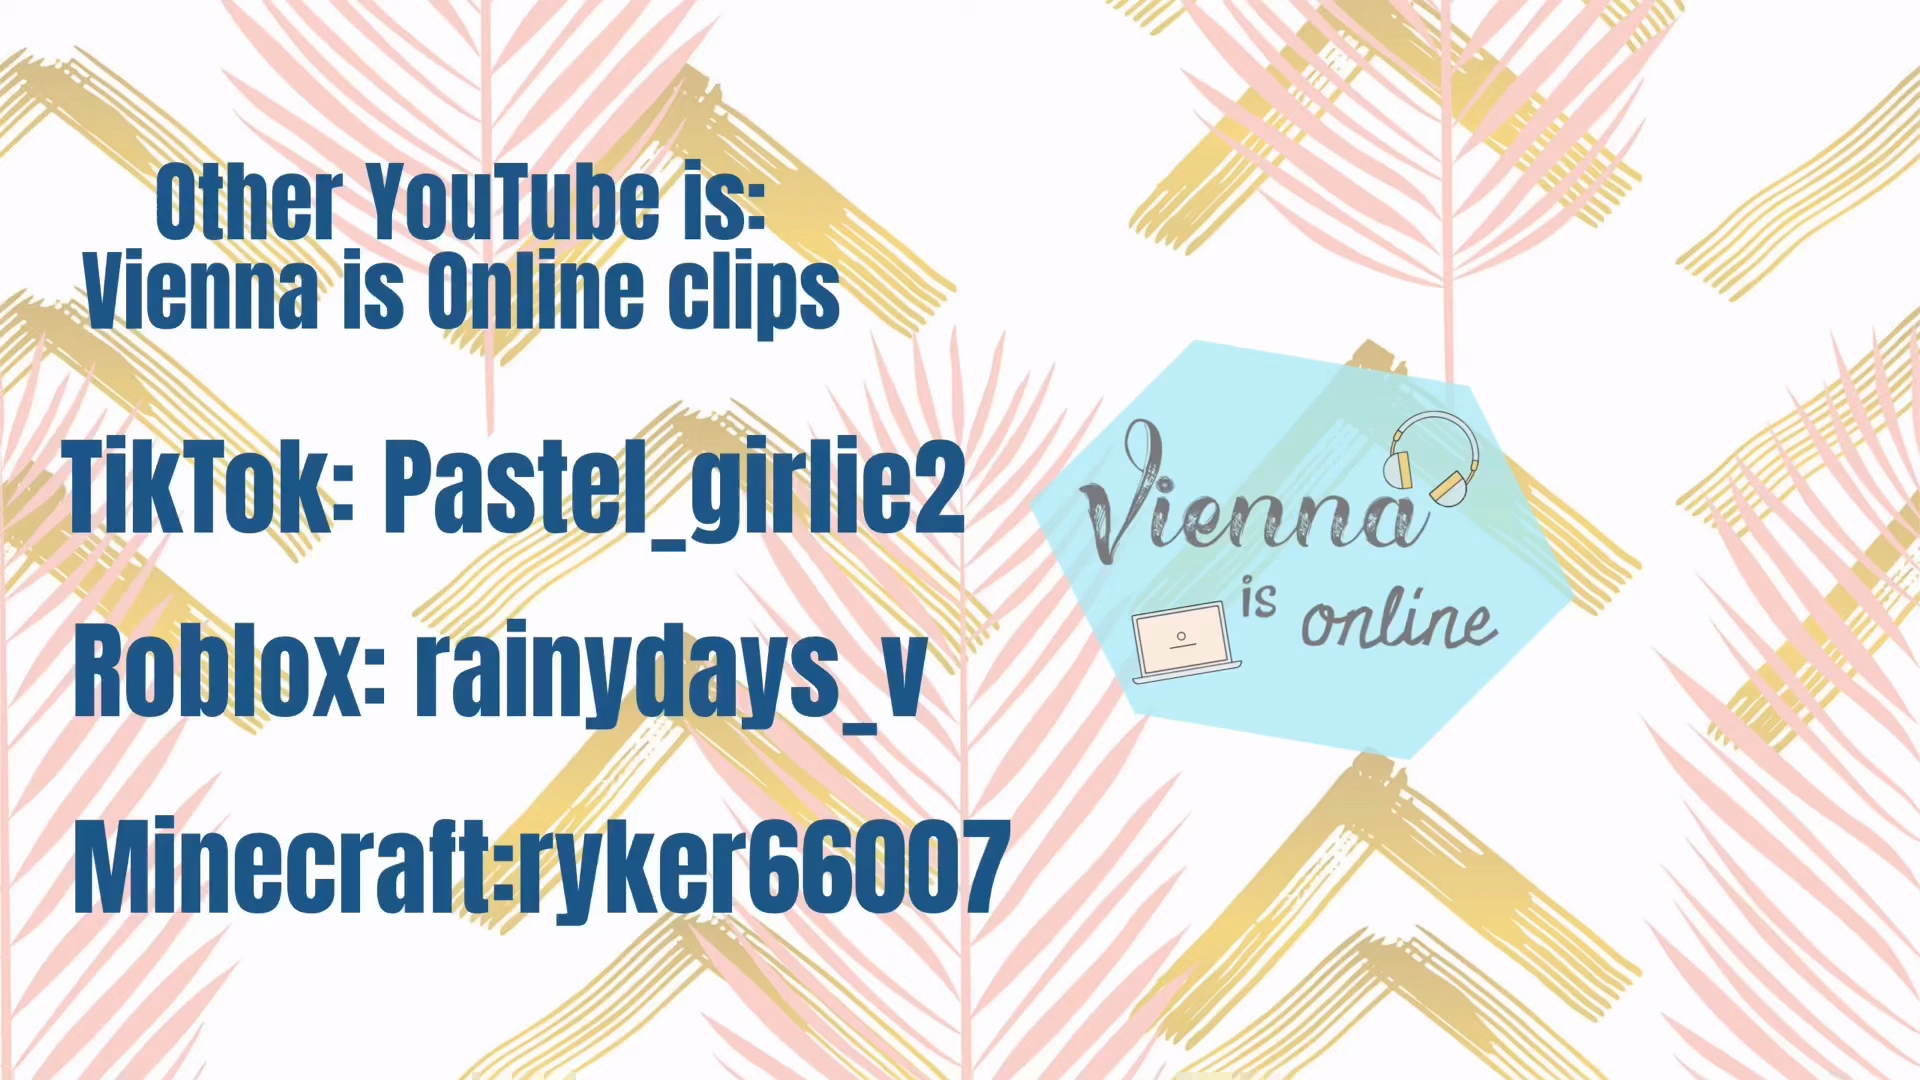 Other YouTube is:
Vienna is Online clips
TikTok: Pastel_girlie2
Roblox: rainydays_v
Minecraft:ryker66007
Vienna
is online